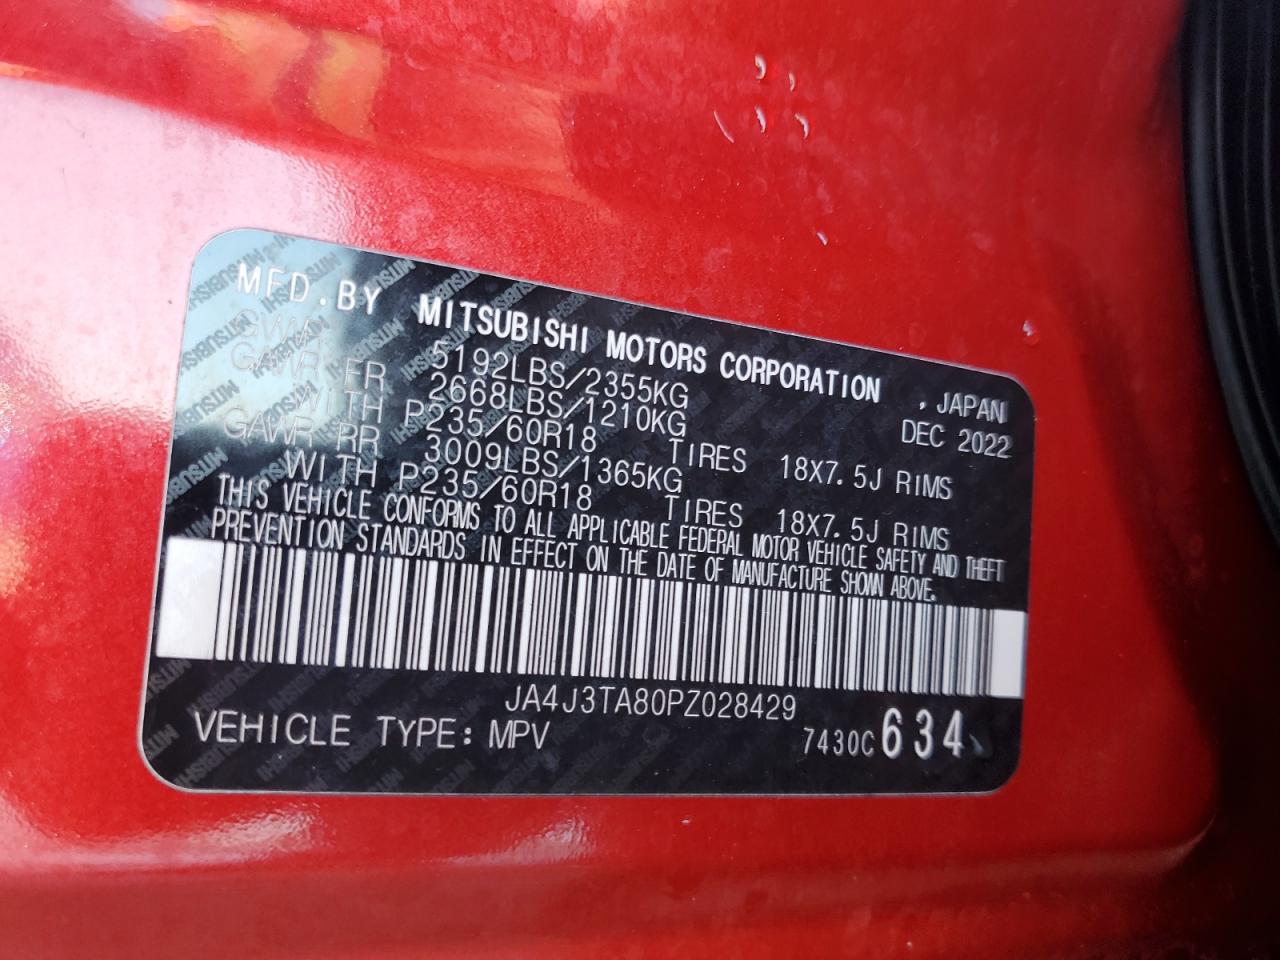 MFD.BY MITSUBISHI MOTORS CORPORATION , JAPAN
GVWR 5192LBS/2355KG DEC 2022
GAWR FR 2668LBS/1210KG
WITH P235/60R18 TIRES 18X7.5J RIMS
GAWR RR 3009LBS/1365KG
WITH P235/60R18 TIRES 18X7.5J RIMS
THIS VEHICLE CONFORMS TO ALL APPLICABLE FEDERAL MOTOR VEHICLE SAFETY AND THEFT
PREVENTION STANDARDS IN EFFECT ON THE DATE OF MANUFACTURE SHOWN ABOVE.
JA4J3TA80PZ028429
VEHICLE TYPE: MPV 7430C634